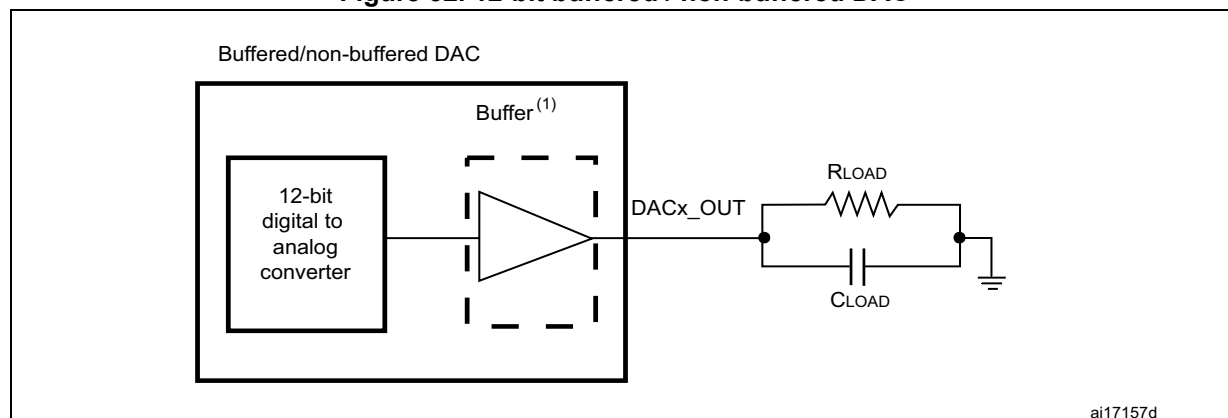 Buffered/non-buffered DAC
Buffer (1)
12-bit
digital to
analog
converter
DACx_OUT
RLOAD
CLOAD
ai17157d